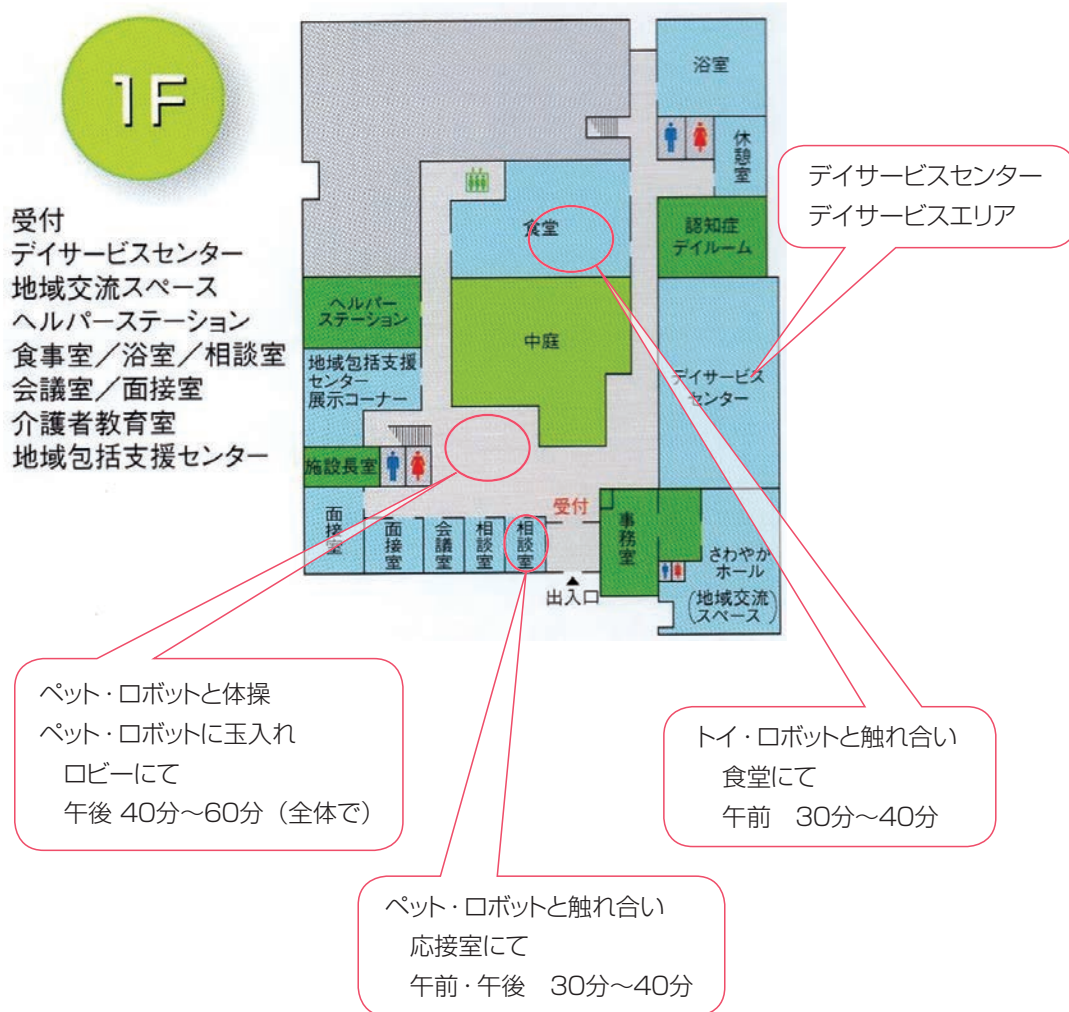 1F
受付
デイサービスセンター
地域交流スペース
ヘルパーステーション
食事室／浴室／相談室
会議室／面接室
介護者教育室
地域包括支援センター
浴室
休憩室
食堂
認知症
デイルーム
デイサービスセンター
デイサービスエリア
ヘルパー
ステーション
中庭
地域包括支援
センター
展示コーナー
デイサービス
センター
施設長室
受付
面接室
面接室
会議室
相談室
相談室
事務室
さわやか
ホール
(地域交流
スペース)
出入口
ペット・ロボットと体操
ペット・ロボットに玉入れ
ロビーにて
午後 40分～60分（全体で）
トイ・ロボットと触れ合い
食堂にて
午前　30分～40分
ペット・ロボットと触れ合い
応接室にて
午前・午後　30分～40分